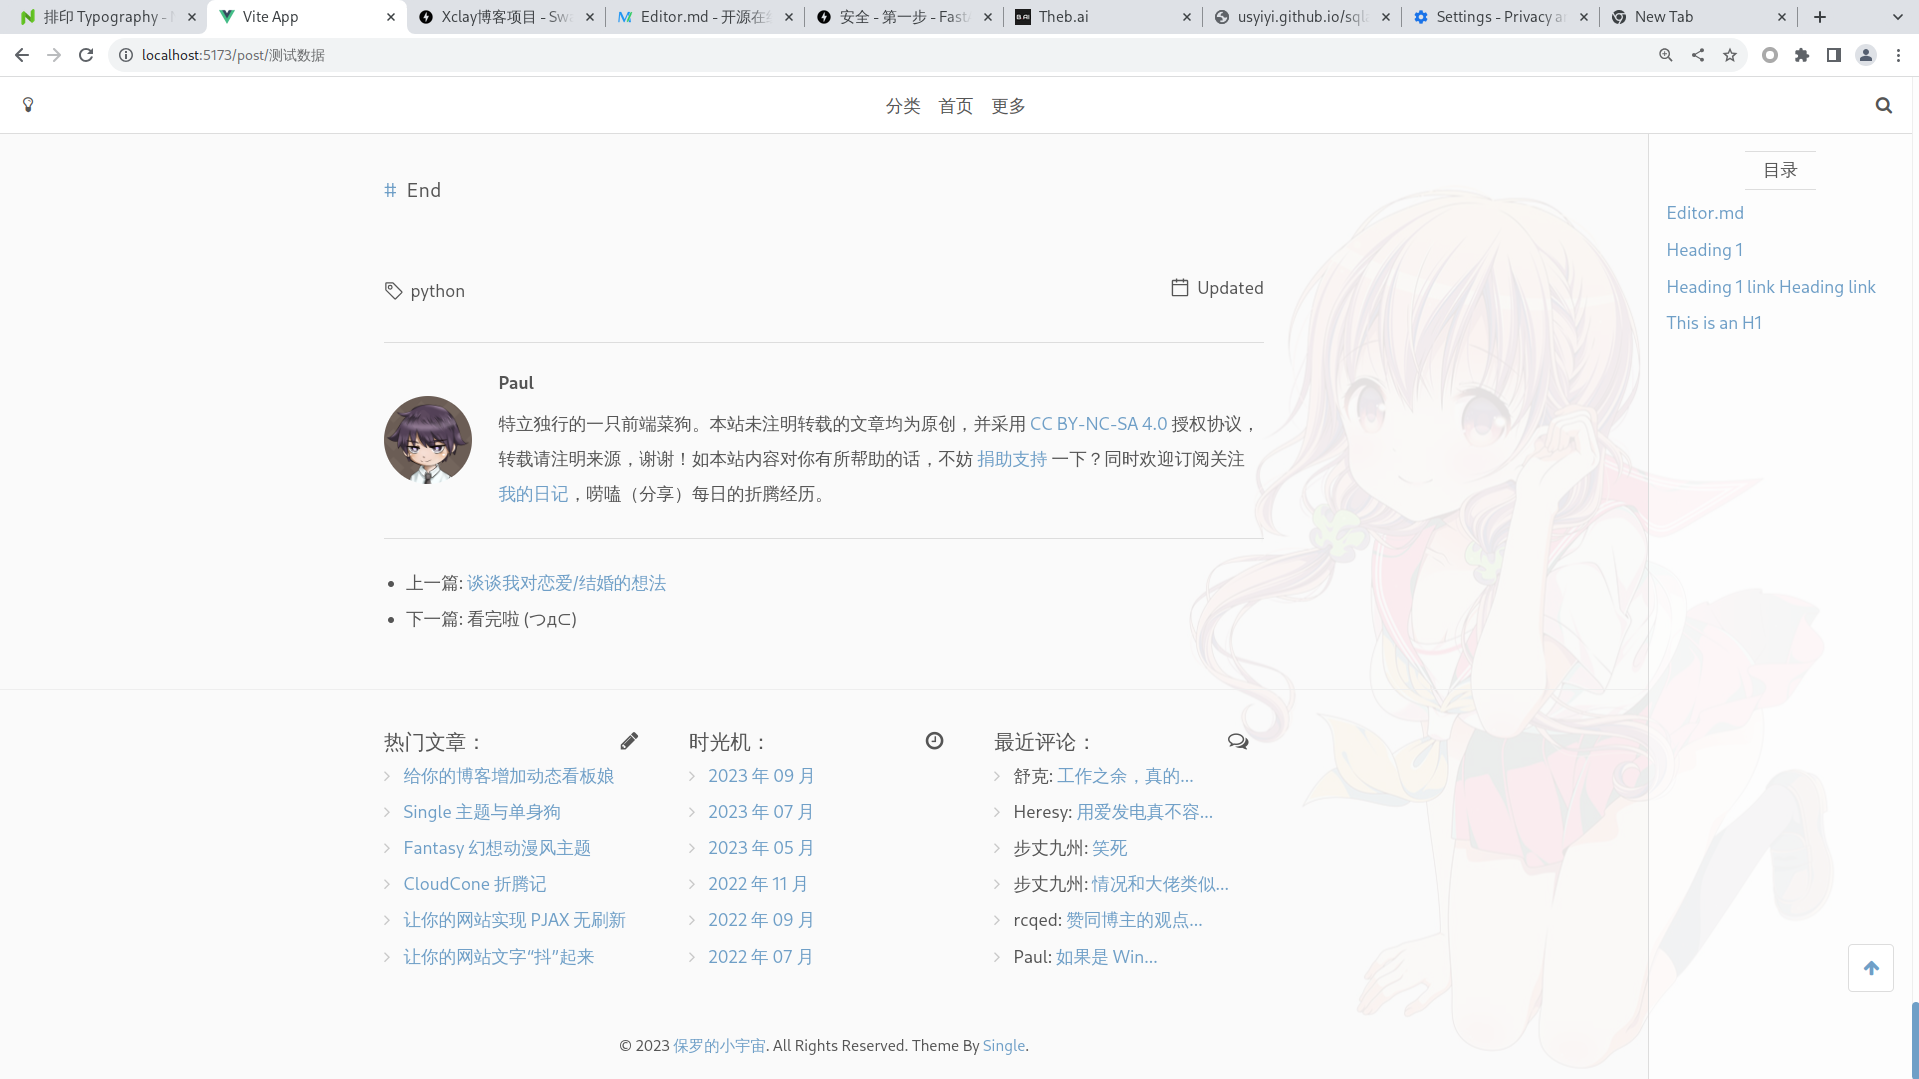 排印 Typography - N
Vite App
Xclay博客项目 - Swa
Editor.md - 开源在线
安全 - 第一步 - FastA
Theb.ai
usyiyi.github.io/sqla
Settings - Privacy an
New Tab
localhost:5173/post/测试数据
分类 首页 更多
目录
Editor.md
Heading 1
Heading 1 link Heading link
This is an H1
# End
python
Updated
Paul
特立独行的一只前端菜狗。本站未注明转载的文章均为原创，并采用 CC BY-NC-SA 4.0 授权协议，
转载请注明来源，谢谢！如本站内容对你有所帮助的话，不妨 捐助支持 一下？同时欢迎订阅关注
我的日记，唠嗑（分享）每日的折腾经历。
上一篇: 谈谈我对恋爱/结婚的想法
下一篇: 看完啦 (つд⊂)
热门文章：
给你的博客增加动态看板娘
Single 主题与单身狗
Fantasy 幻想动漫风主题
CloudCone 折腾记
让你的网站实现 PJAX 无刷新
让你的网站文字“抖”起来
时光机：
2023 年 09 月
2023 年 07 月
2023 年 05 月
2022 年 11 月
2022 年 09 月
2022 年 07 月
最近评论：
舒克: 工作之余，真的...
Heresy: 用爱发电真不容...
步丈九州: 笑死
步丈九州: 情况和大佬类似...
rcqed: 赞同博主的观点...
Paul: 如果是 Win...
© 2023 保罗的小宇宙. All Rights Reserved. Theme By Single.